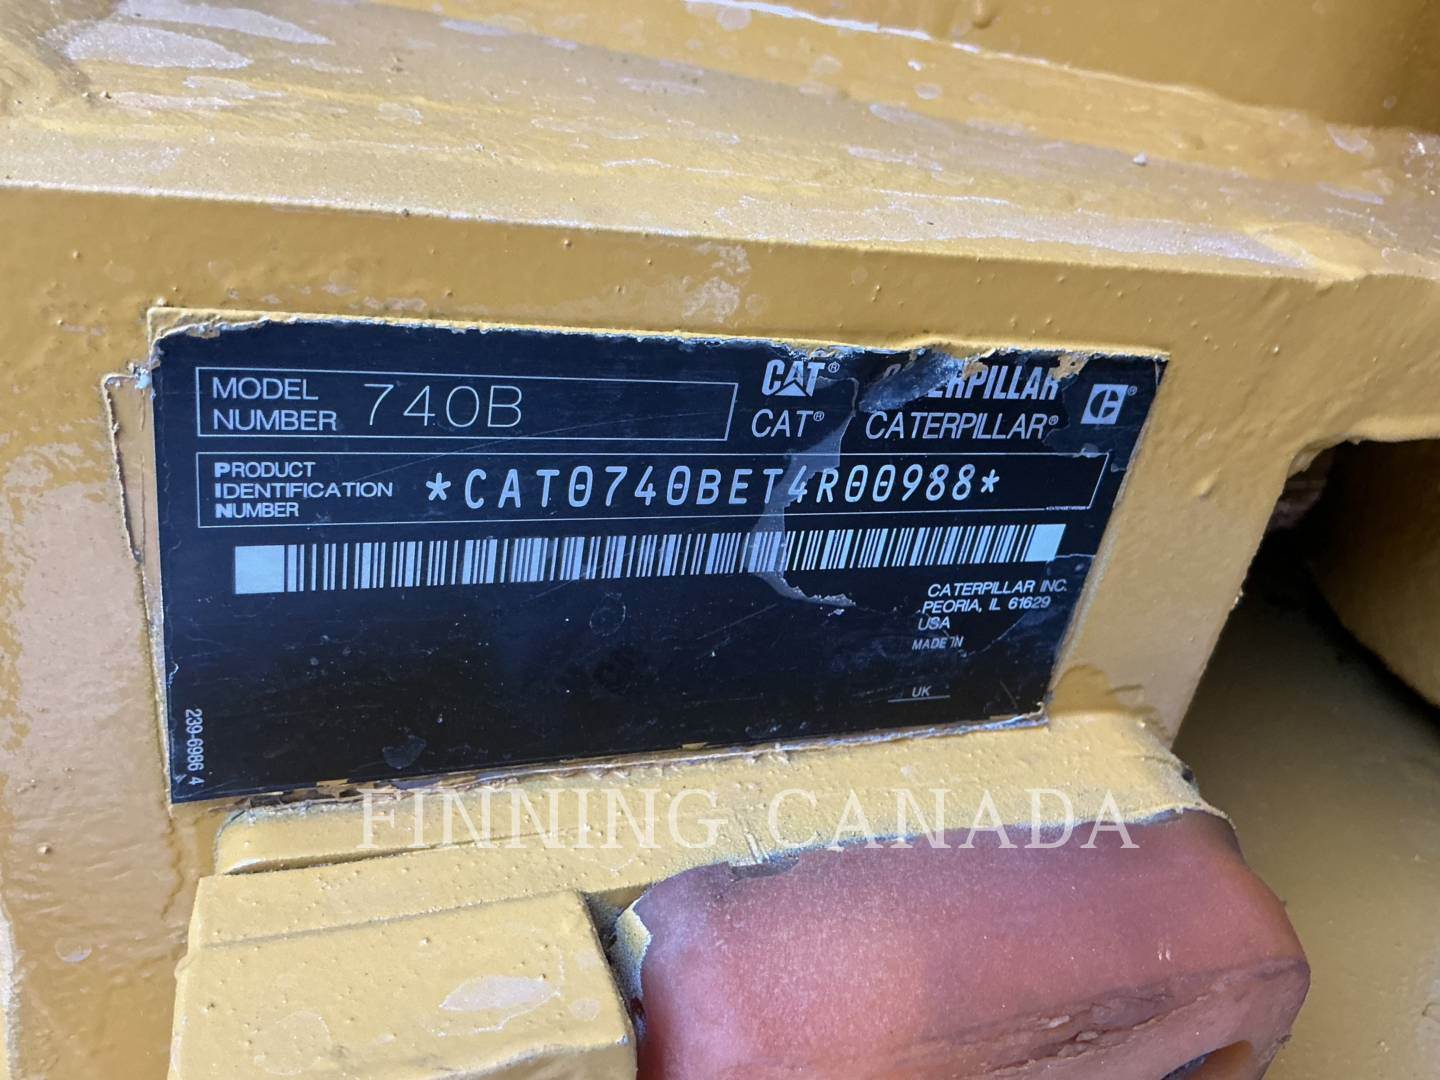 MODEL NUMBER 740B
CAT® CATERPILLAR
CAT® CATERPILLAR®
PRODUCT IDENTIFICATION NUMBER *CAT0740BET4R00988*
CATERPILLAR INC.
PEORIA, IL 61629
USA
MADE IN
UK
239-6986 4
FINNING CANADA